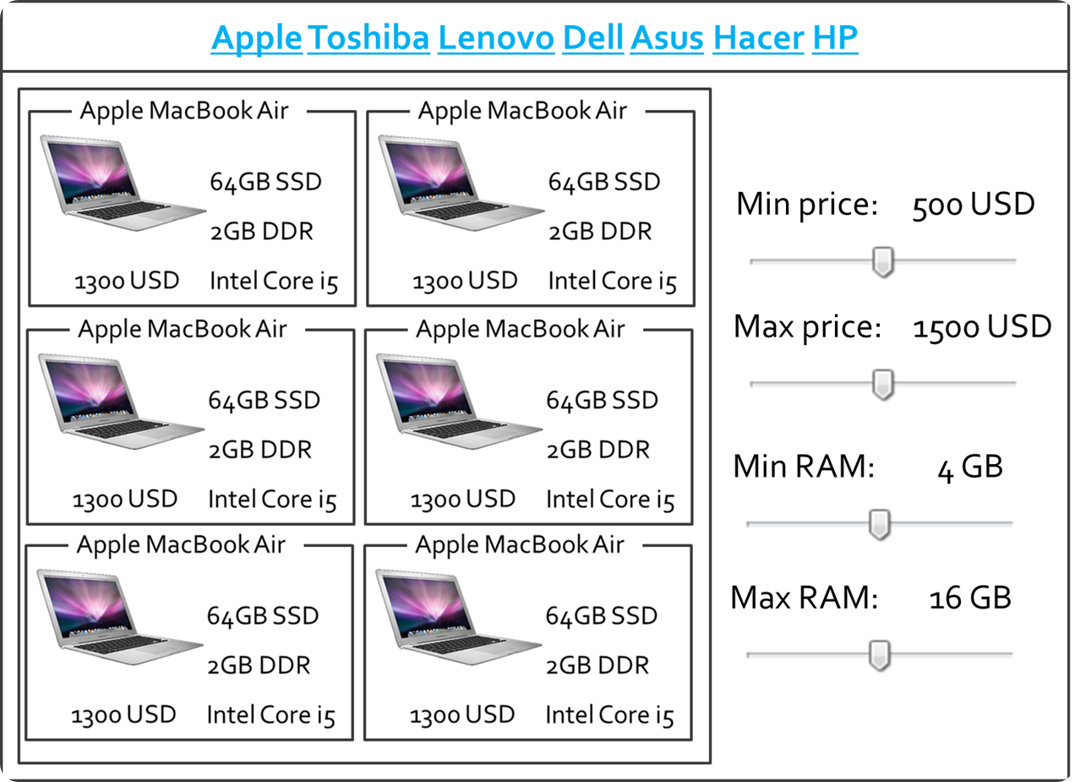 Apple Toshiba Lenovo Dell Asus Hacer HP
Apple MacBook Air
64GB SSD
2GB DDR
1300 USD Intel Core i5
Apple MacBook Air
64GB SSD
2GB DDR
1300 USD Intel Core i5
Apple MacBook Air
64GB SSD
2GB DDR
1300 USD Intel Core i5
Apple MacBook Air
64GB SSD
2GB DDR
1300 USD Intel Core i5
Apple MacBook Air
64GB SSD
2GB DDR
1300 USD Intel Core i5
Apple MacBook Air
64GB SSD
2GB DDR
1300 USD Intel Core i5
Min price: 500 USD
Max price: 1500 USD
Min RAM: 4 GB
Max RAM: 16 GB